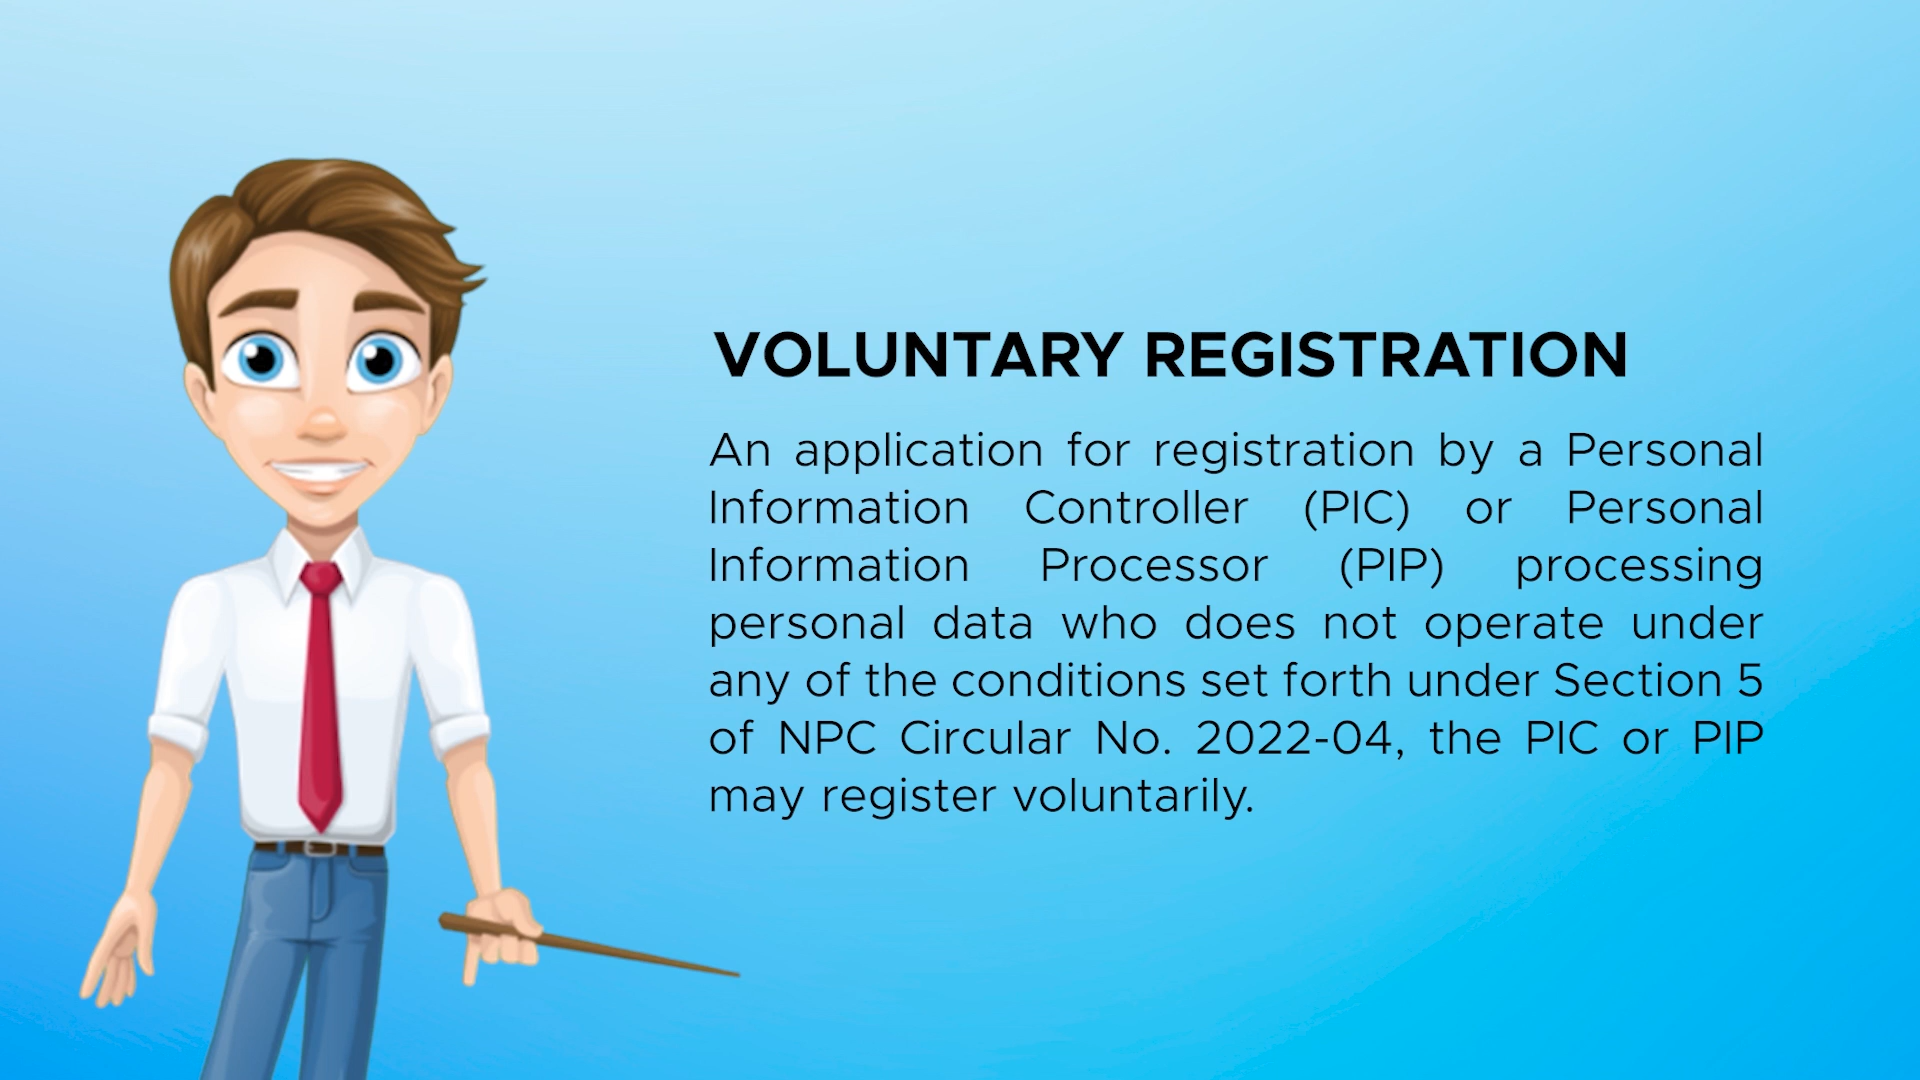 VOLUNTARY REGISTRATION
An application for registration by a Personal
Information Controller (PIC) or Personal
Information Processor (PIP) processing
personal data who does not operate under
any of the conditions set forth under Section 5
of NPC Circular No. 2022-04, the PIC or PIP
may register voluntarily.